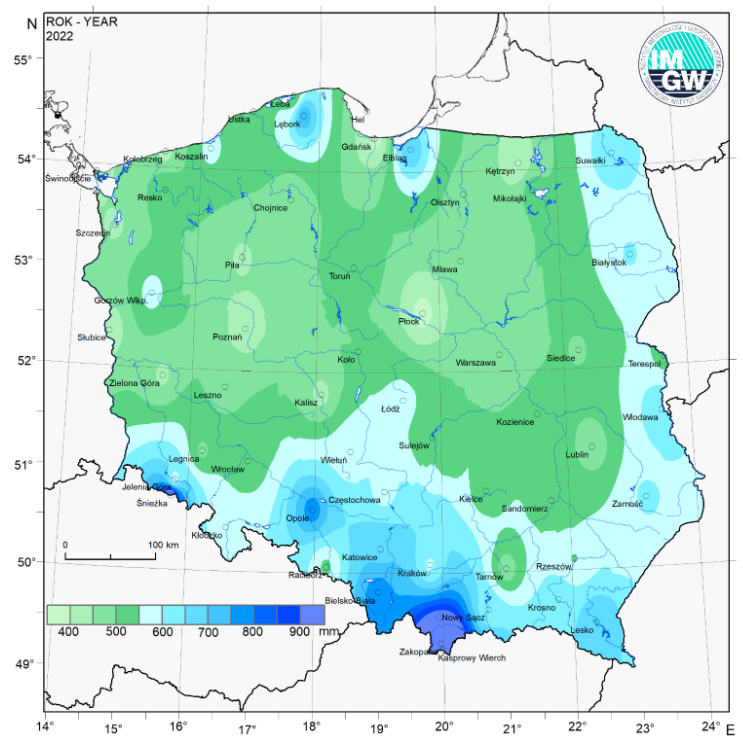 N
ROK - YEAR
2022
IMGW
55°
Łeba
Ustka
Lębork
Hel
Gdańsk
Elbląg
54°
Kołobrzeg
Koszalin
Suwałki
Kętrzyn
Świnoujście
Resko
Chojnice
Olsztyn
Mikołajki
Szczecin
53°
Piła
Toruń
Mława
Białystok
Gorzów Wlkp.
Płock
Słubice
Poznań
52°
Koło
Warszawa
Siedlce
Terespol
Zielona Góra
Leszno
Kalisz
Łódź
Włodawa
Kozienice
Sulejów
51°
Legnica
Wrocław
Wieluń
Lublin
Jelenia Góra
Śnieżka
Częstochowa
Kielce
Sandomierz
Zamość
Opole
Kłodzko
0 100 km
50°
Katowice
Racibórz
Kraków
Tarnów
Rzeszów
Bielsko-Biała
Nowy Sącz
Krosno
Lesko
400 500 600 700 800 900 mm
Zakopane
Kasprowy Wierch
49°
14° 15° 16° 17° 18° 19° 20° 21° 22° 23° 24° E